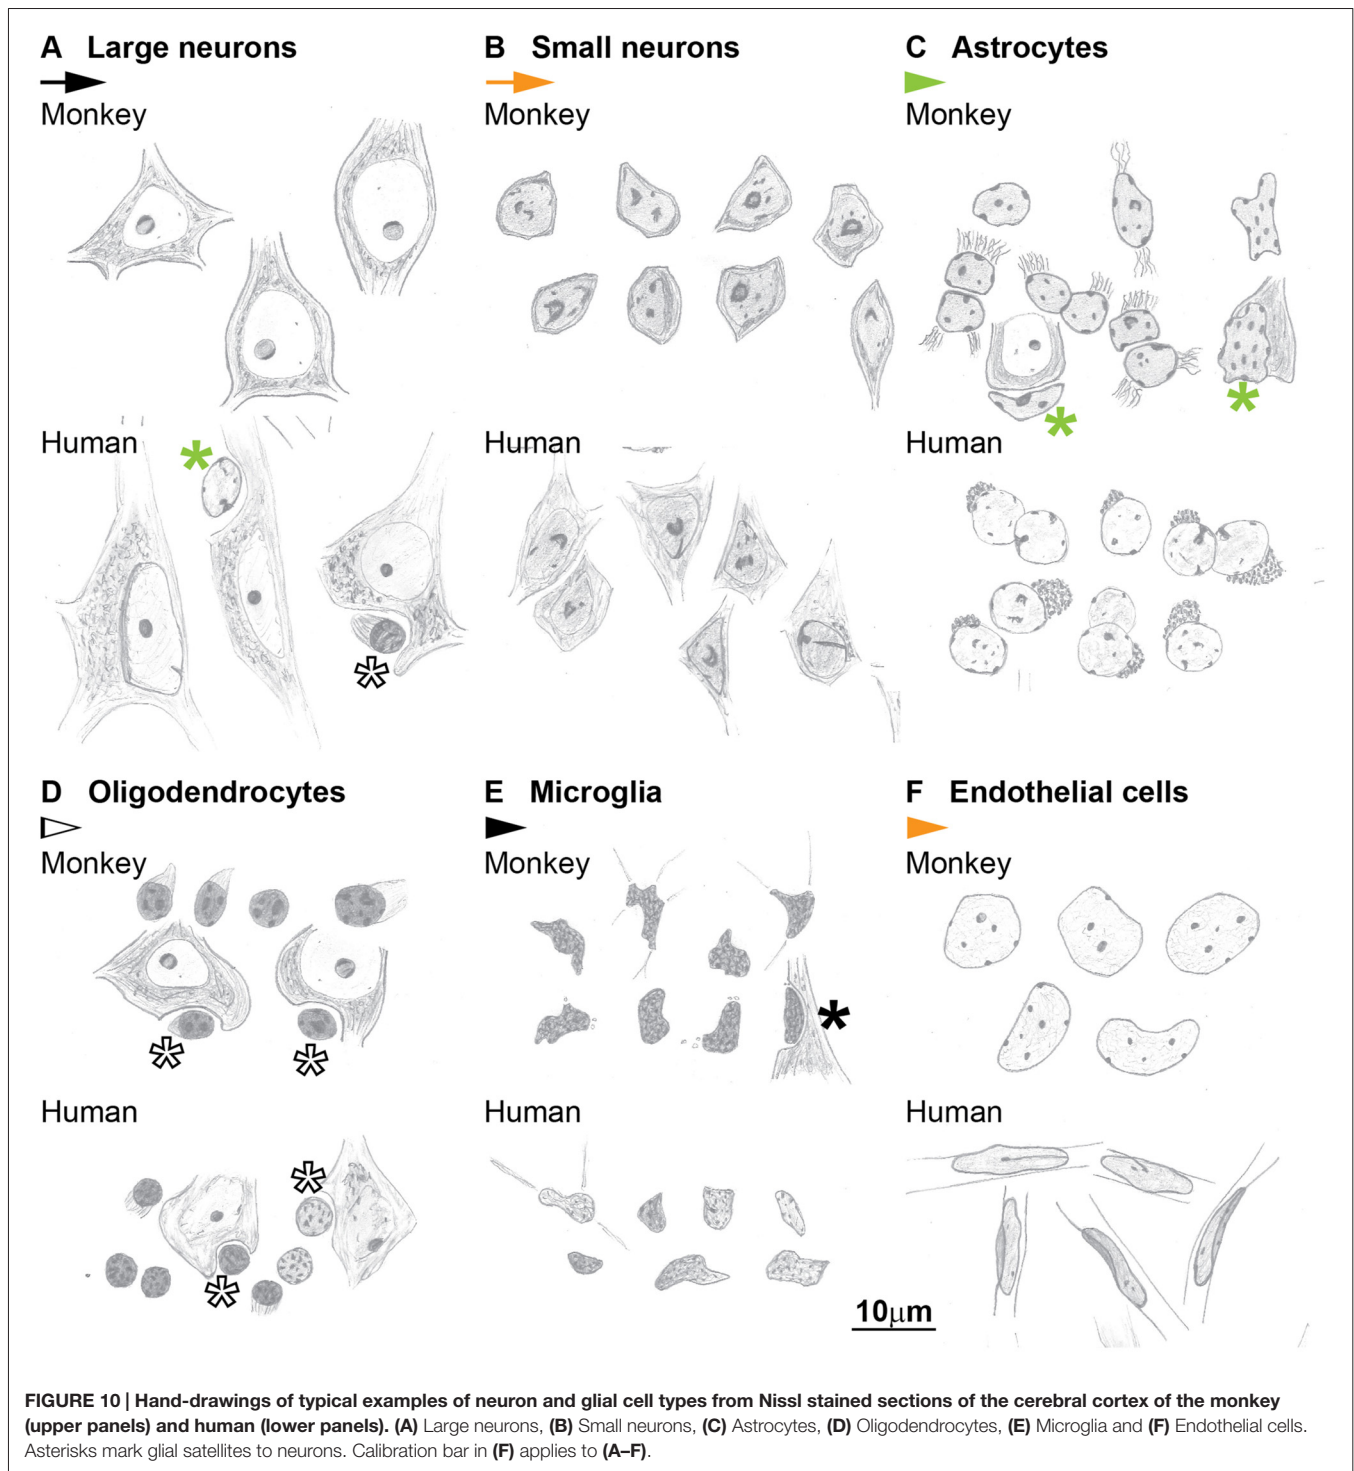 A Large neurons
Monkey
Human
B Small neurons
Monkey
Human
C Astrocytes
Monkey
Human
D Oligodendrocytes
Monkey
Human
E Microglia
Monkey
Human
F Endothelial cells
Monkey
Human
10µm
FIGURE 10 | Hand-drawings of typical examples of neuron and glial cell types from Nissl stained sections of the cerebral cortex of the monkey
(upper panels) and human (lower panels). (A) Large neurons, (B) Small neurons, (C) Astrocytes, (D) Oligodendrocytes, (E) Microglia and (F) Endothelial cells.
Asterisks mark glial satellites to neurons. Calibration bar in (F) applies to (A–F).